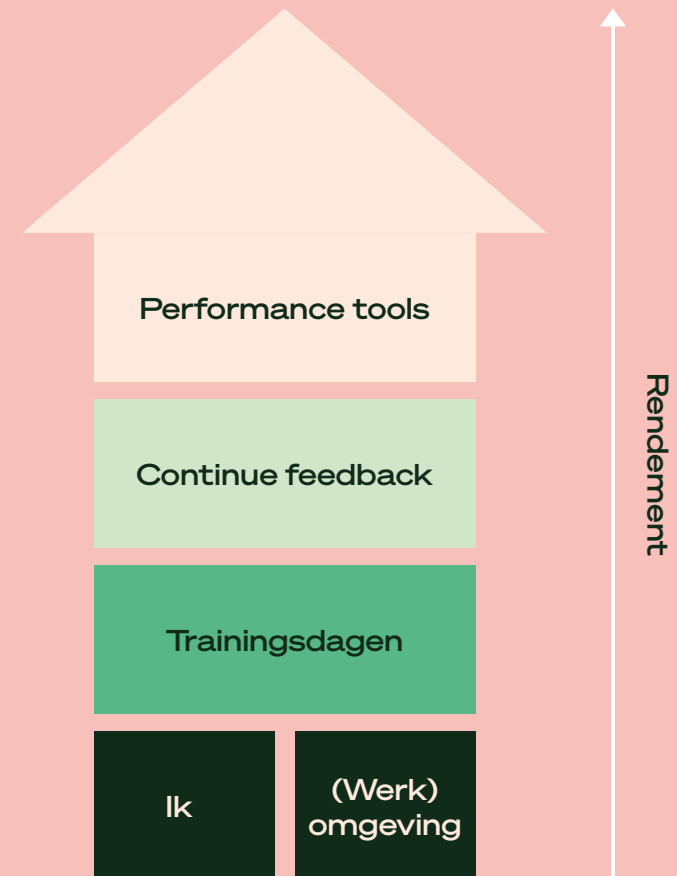 Performance tools
Continue feedback
Rendement
Trainingsdagen
Ik
(Werk)
omgeving